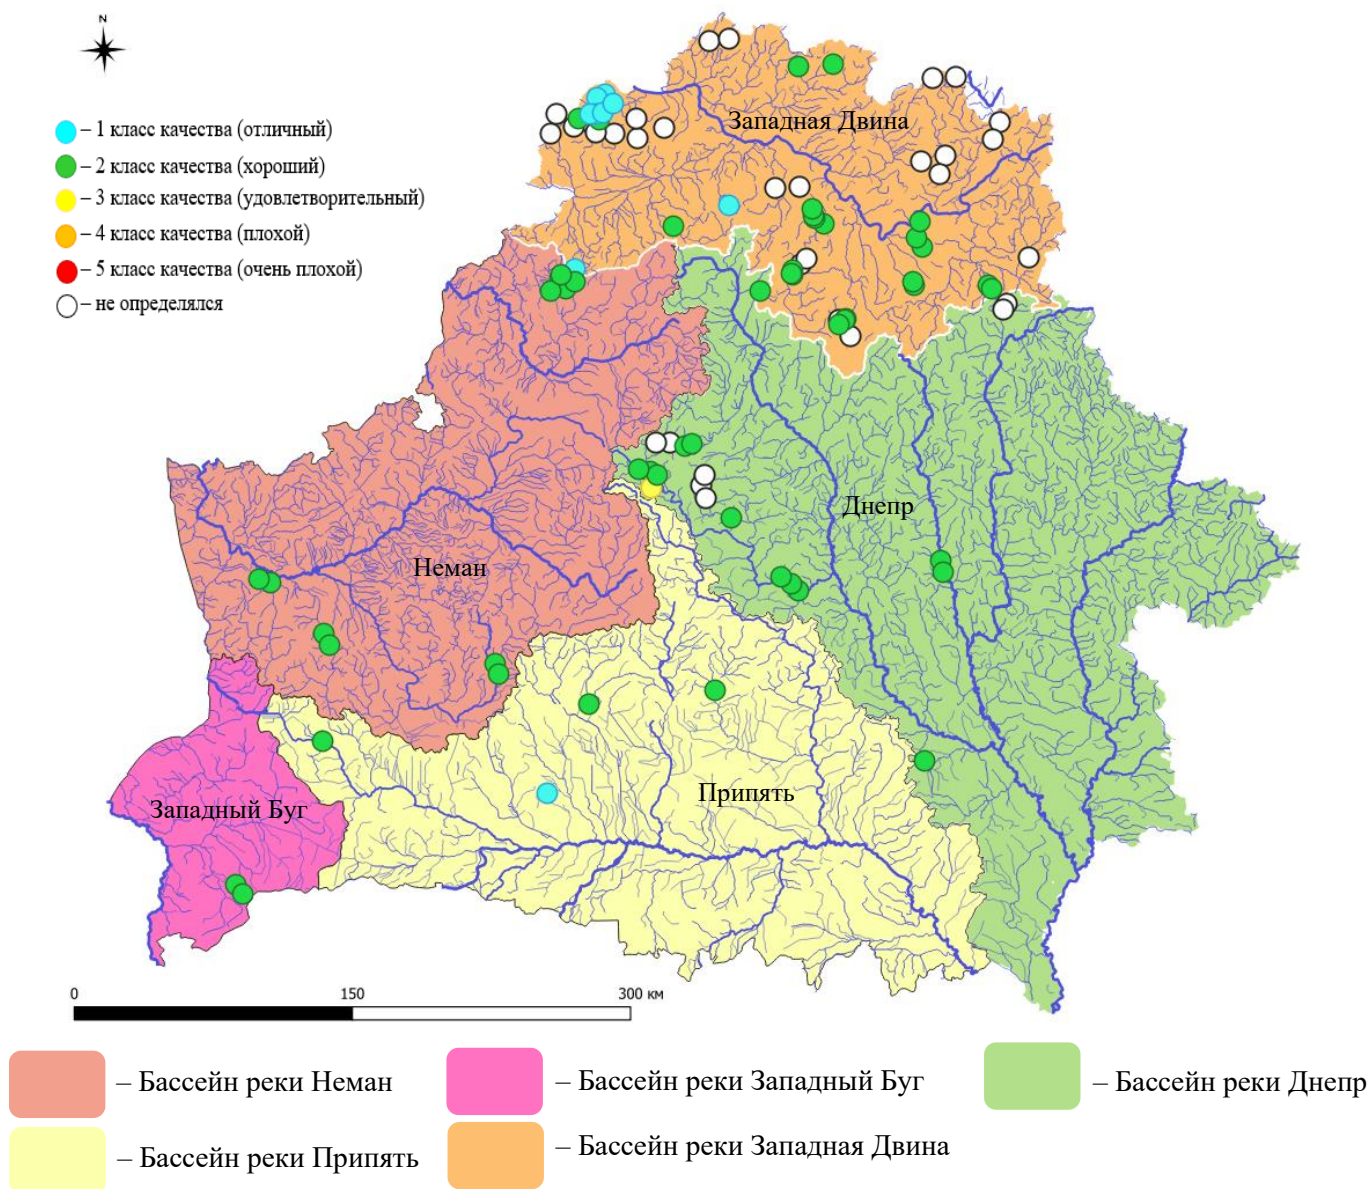 N
– 1 класс качества (отличный)
– 2 класс качества (хороший)
– 3 класс качества (удовлетворительный)
– 4 класс качества (плохой)
– 5 класс качества (очень плохой)
– не определялся
Западная Двина
Днепр
Неман
Припять
Западный Буг
0 150 300 км
– Бассейн реки Неман
– Бассейн реки Западный Буг
– Бассейн реки Днепр
– Бассейн реки Припять
– Бассейн реки Западная Двина